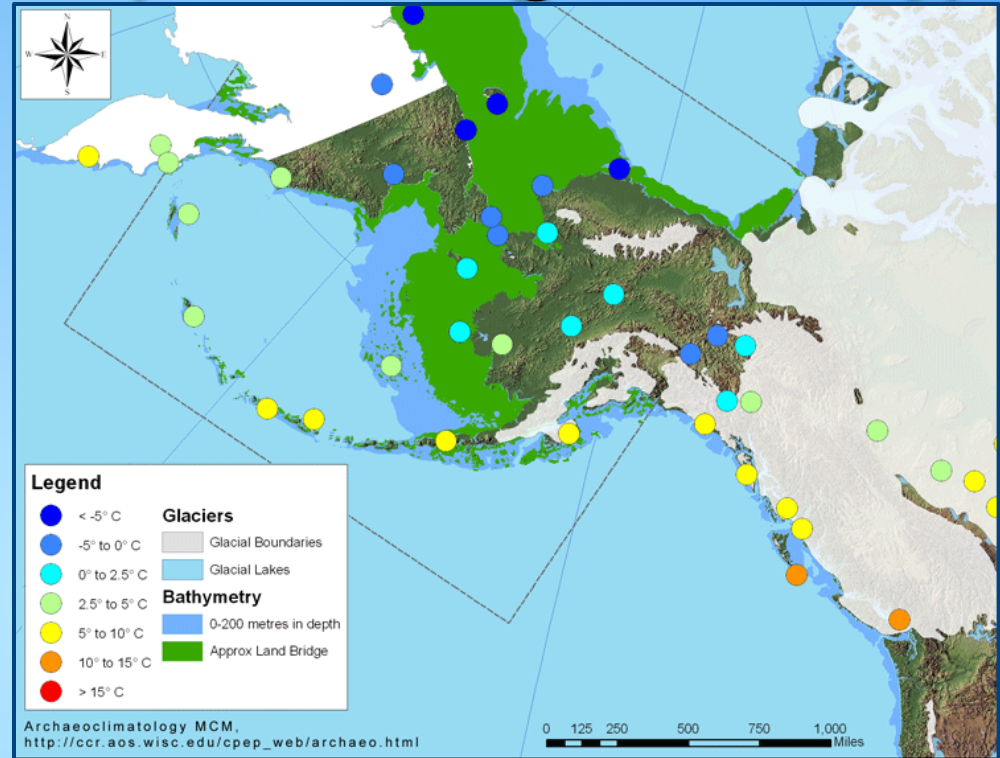 N
W E
S
Legend
< -5° C
-5° to 0° C
0° to 2.5° C
2.5° to 5° C
5° to 10° C
10° to 15° C
> 15° C
Glaciers
Glacial Boundaries
Glacial Lakes
Bathymetry
0-200 metres in depth
Approx Land Bridge
Archaeoclimatology MCM,
http://ccr.aos.wisc.edu/cpep_web/archaeo.html
0 125 250 500 750 1,000
Miles